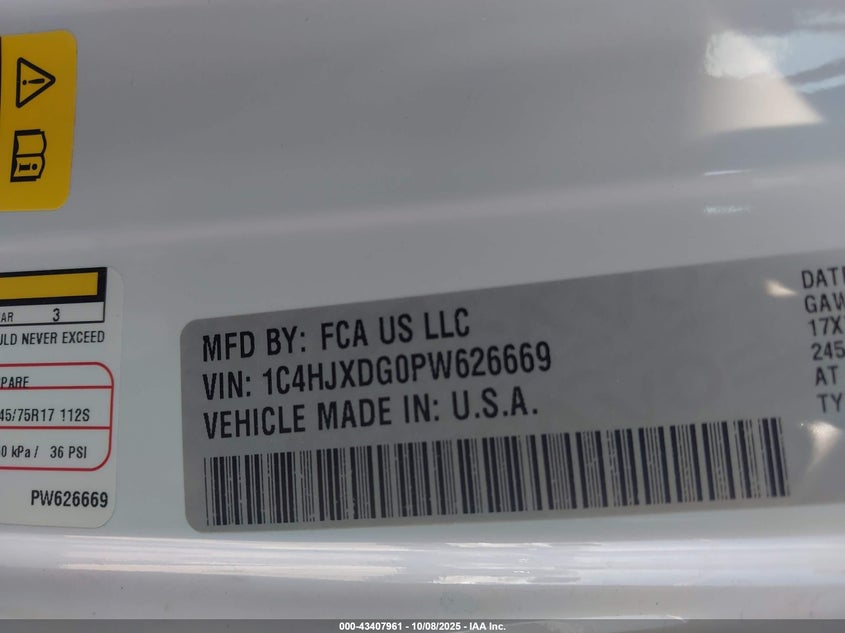 AR 3
ULD NEVER EXCEED
SPARE
45/75R17 112S
0 kPa / 36 PSI
PW626669
MFD BY: FCA US LLC
VIN: 1C4HJXDG0PW626669
VEHICLE MADE IN: U.S.A.
DAT
GAW
17X
245
AT
TY
000-43407961 - 10/08/2025 - IAA Inc.